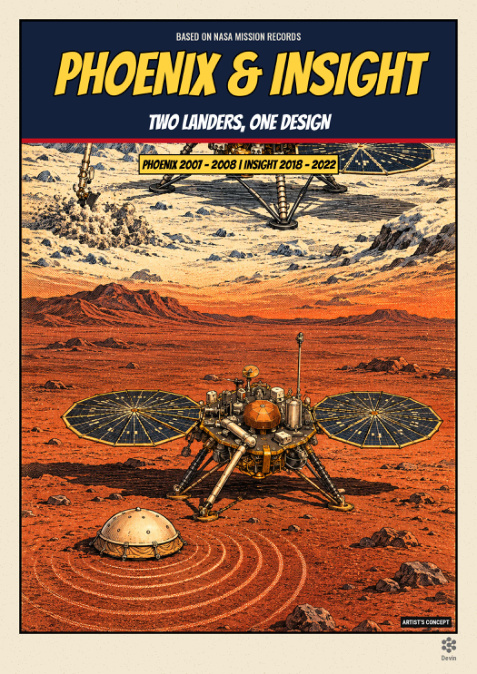 BASED ON NASA MISSION RECORDS
PHOENIX & INSIGHT
TWO LANDERS, ONE DESIGN
PHOENIX 2007 - 2008 | INSIGHT 2018 - 2022
ARTIST'S CONCEPT
Devin